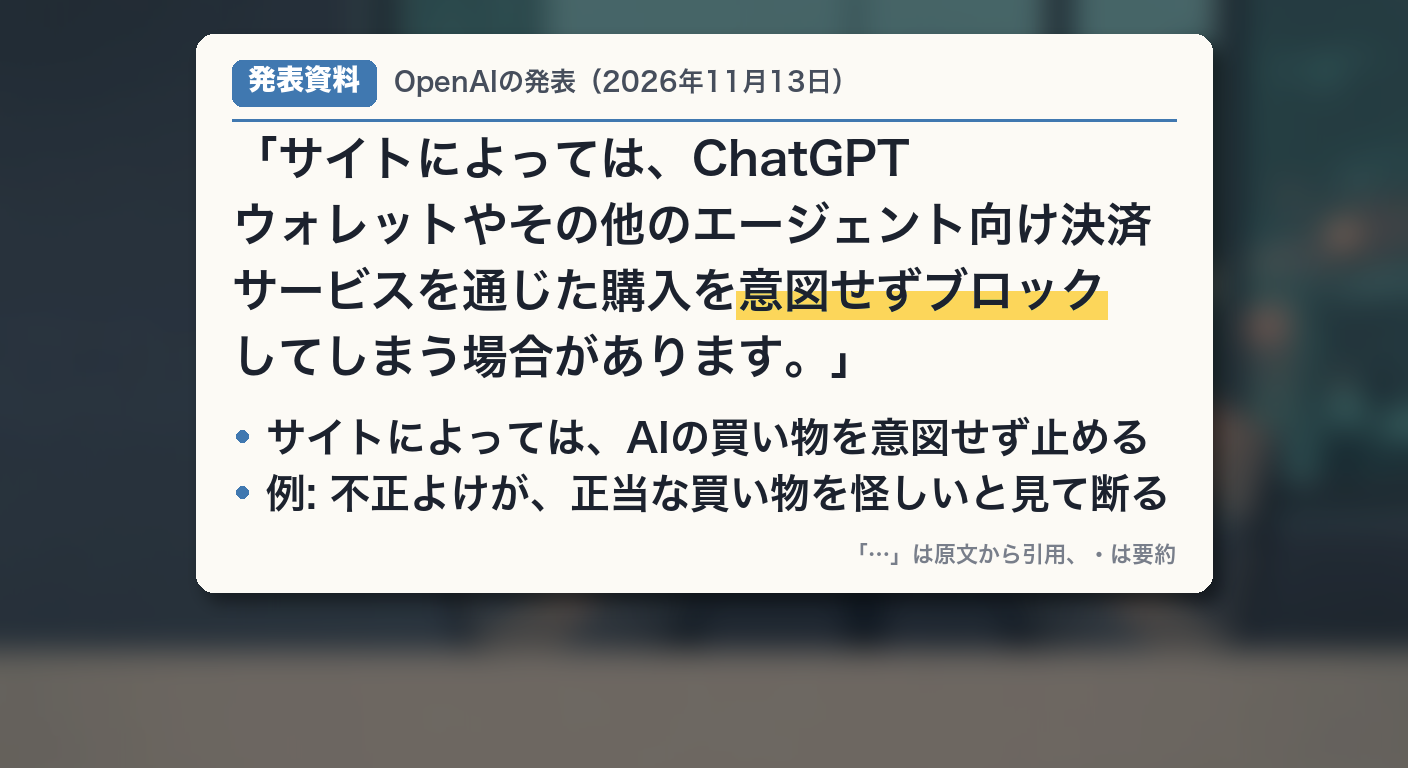 発表資料 OpenAIの発表（2026年11月13日）
「サイトによっては、ChatGPT
ウォレットやその他のエージェント向け決済
サービスを通じた購入を意図せずブロック
してしまう場合があります。」
• サイトによっては、AIの買い物を意図せず止める
• 例: 不正よけが、正当な買い物を怪しいと見て断る
「…」は原文から引用、・は要約